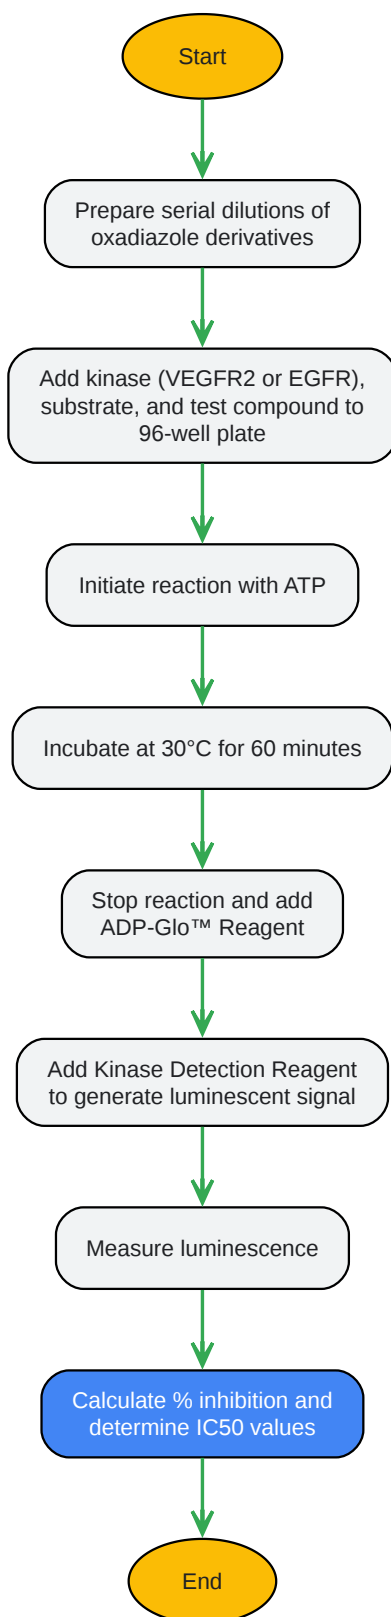 Start
Prepare serial dilutions of
oxadiazole derivatives
Add kinase (VEGFR2 or EGFR),
substrate, and test compound to
96-well plate
Initiate reaction with ATP
Incubate at 30°C for 60 minutes
Stop reaction and add
ADP-Glo™ Reagent
Add Kinase Detection Reagent
to generate luminescent signal
Measure luminescence
Calculate % inhibition and
determine IC50 values
End